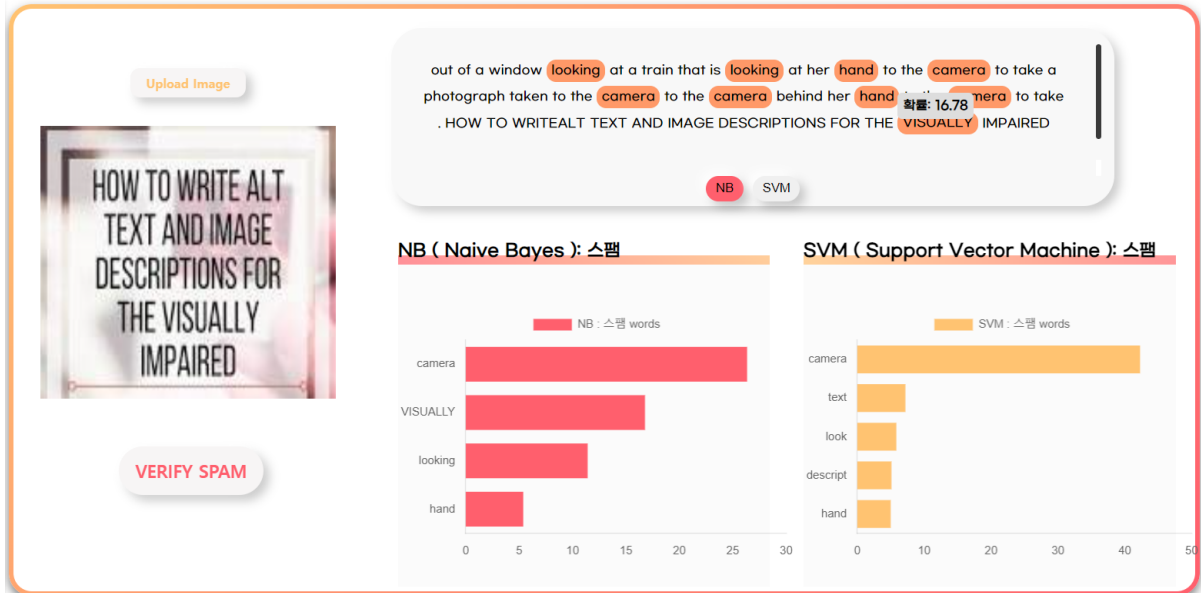 Upload Image
HOW TO WRITE ALT
TEXT AND IMAGE
DESCRIPTIONS FOR
THE VISUALLY
IMPAIRED
VERIFY SPAM
out of a window looking at a train that is looking at her hand to the camera to take a
photograph taken to the camera to the camera behind her hand to the camera to take
. HOW TO WRITEALT TEXT AND IMAGE DESCRIPTIONS FOR THE VISUALLY IMPAIRED
확률: 16.78
NB SVM
NB ( Naive Bayes ): 스팸
NB : 스팸 words
camera
VISUALLY
looking
hand
0 5 10 15 20 25 30
SVM ( Support Vector Machine ): 스팸
SVM : 스팸 words
camera
text
look
descript
hand
0 10 20 30 40 50